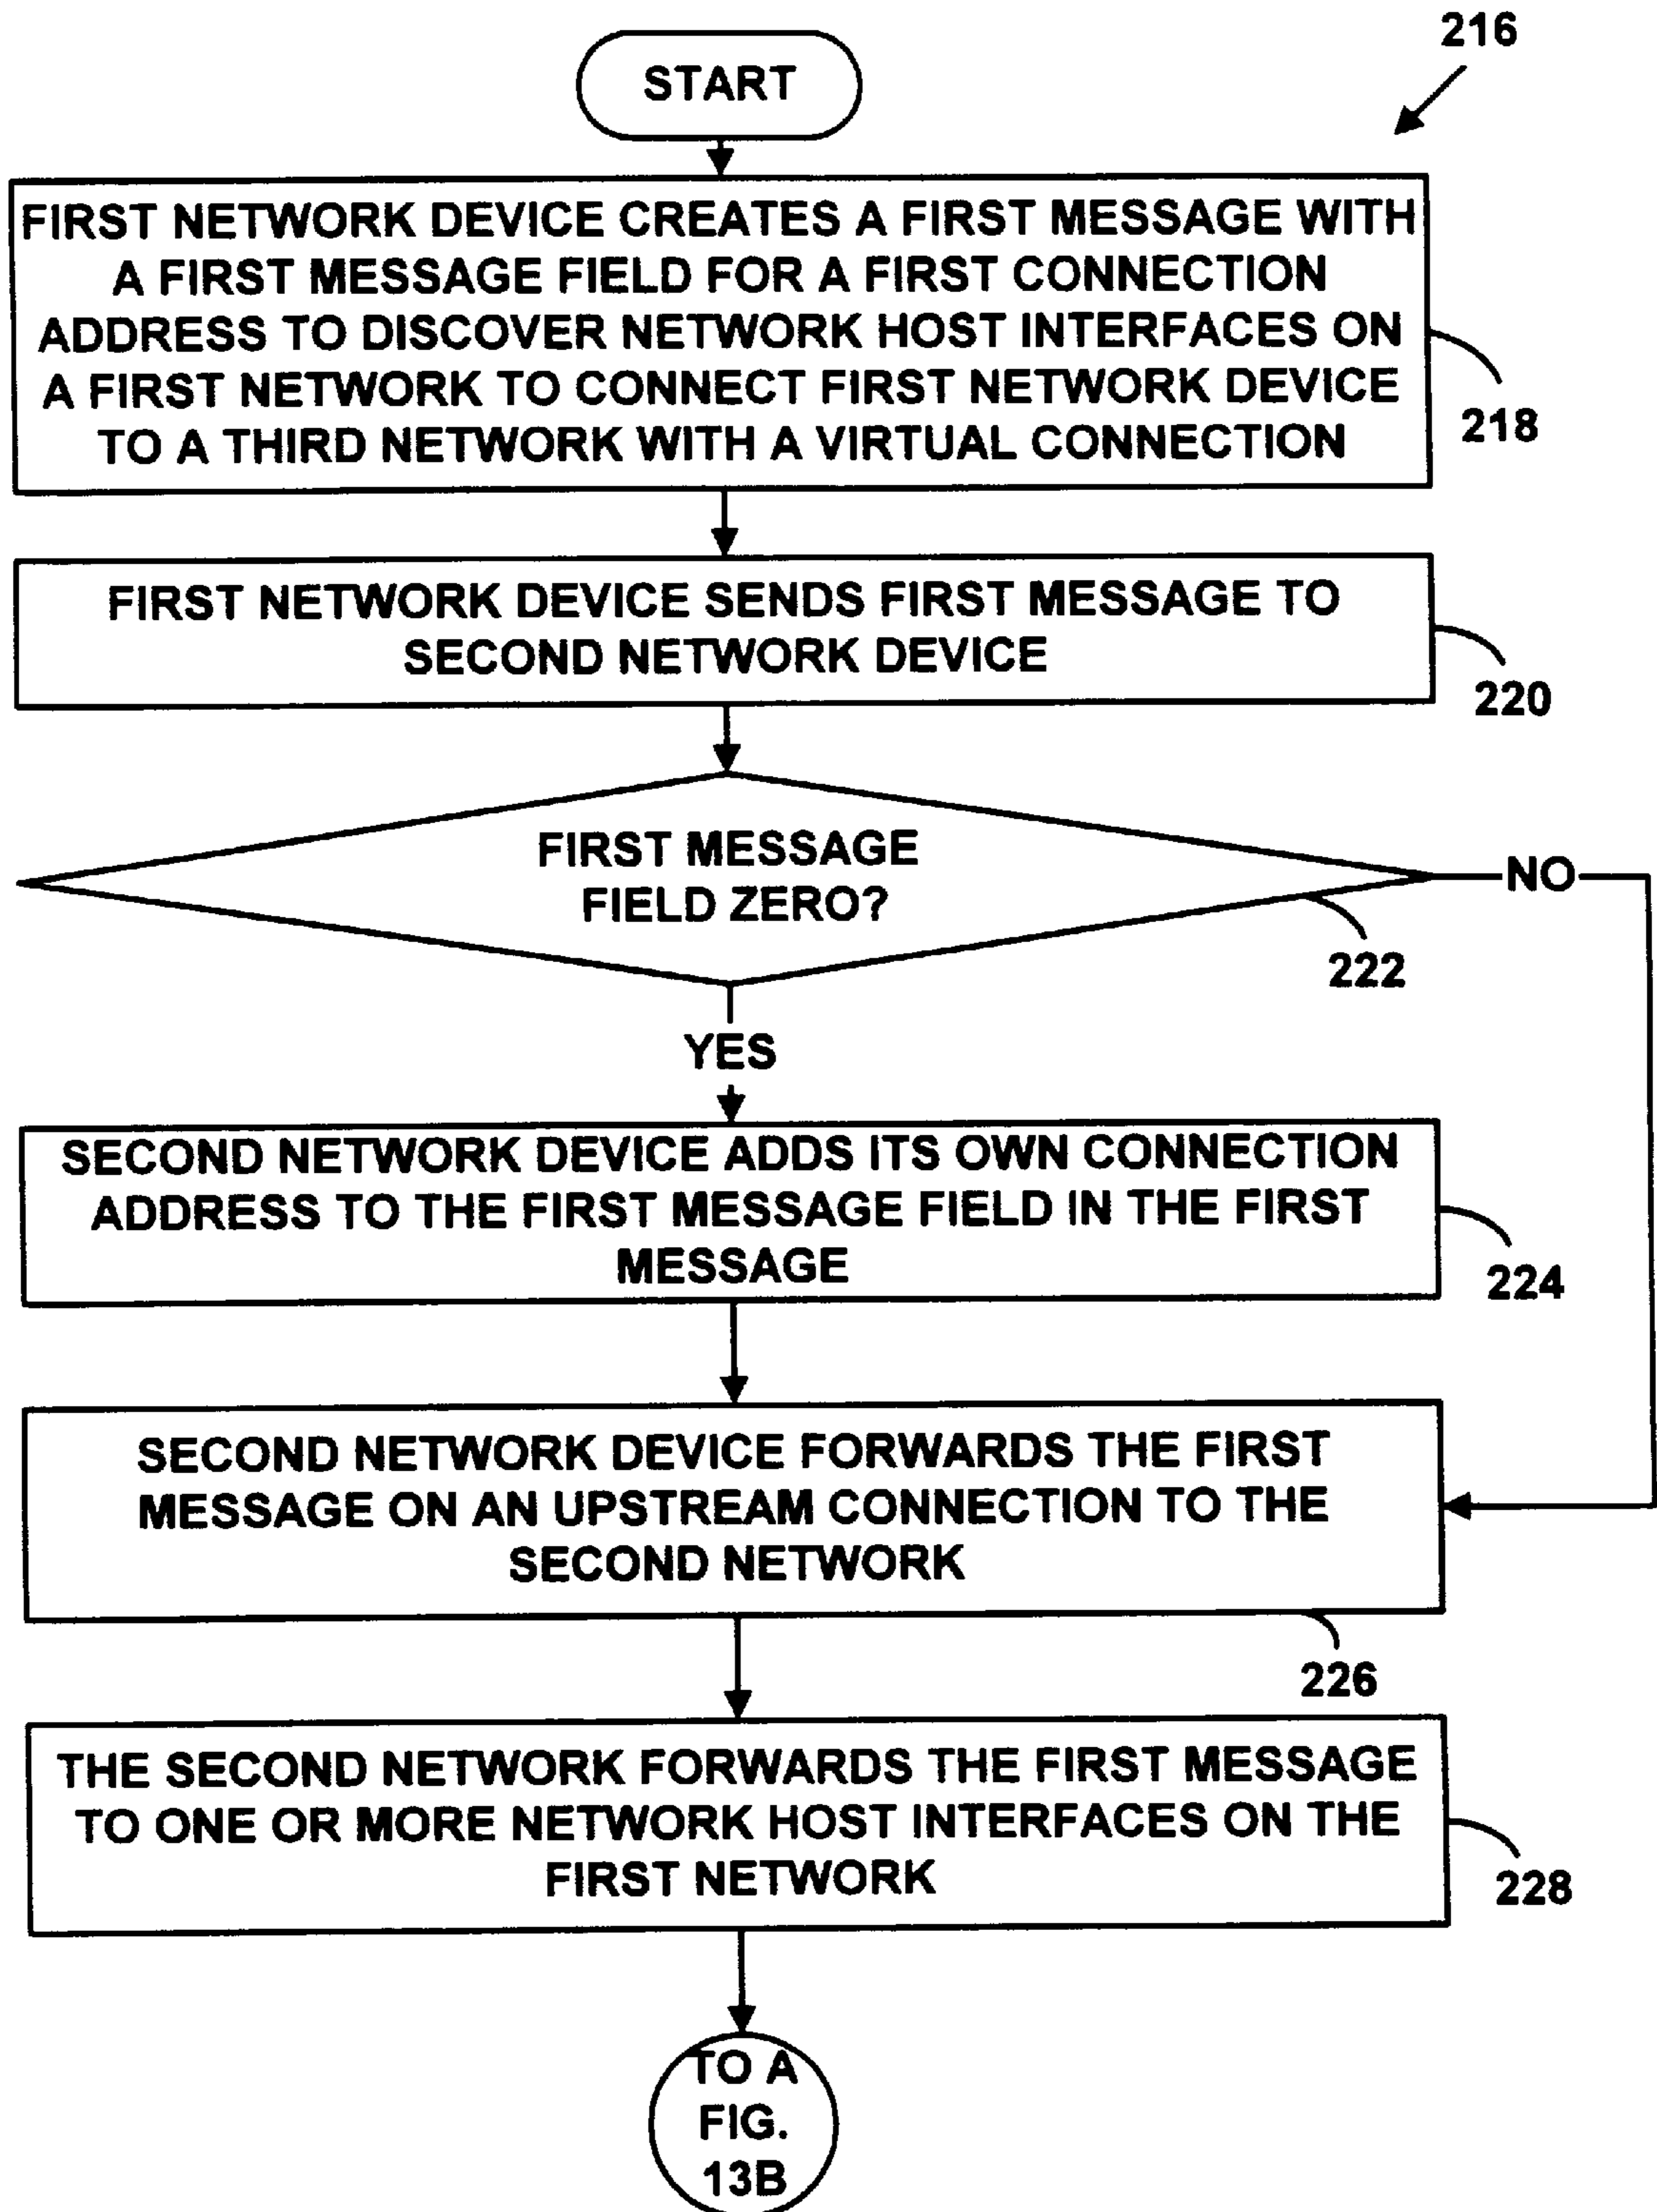 216
START
FIRST NETWORK DEVICE CREATES A FIRST MESSAGE WITH
A FIRST MESSAGE FIELD FOR A FIRST CONNECTION
ADDRESS TO DISCOVER NETWORK HOST INTERFACES ON
A FIRST NETWORK TO CONNECT FIRST NETWORK DEVICE
TO A THIRD NETWORK WITH A VIRTUAL CONNECTION
218
FIRST NETWORK DEVICE SENDS FIRST MESSAGE TO
SECOND NETWORK DEVICE
220
FIRST MESSAGE
FIELD ZERO?
NO
222
YES
SECOND NETWORK DEVICE ADDS ITS OWN CONNECTION
ADDRESS TO THE FIRST MESSAGE FIELD IN THE FIRST
MESSAGE
224
SECOND NETWORK DEVICE FORWARDS THE FIRST
MESSAGE ON AN UPSTREAM CONNECTION TO THE
SECOND NETWORK
226
THE SECOND NETWORK FORWARDS THE FIRST MESSAGE
TO ONE OR MORE NETWORK HOST INTERFACES ON THE
FIRST NETWORK
228
TO A
FIG.
13B